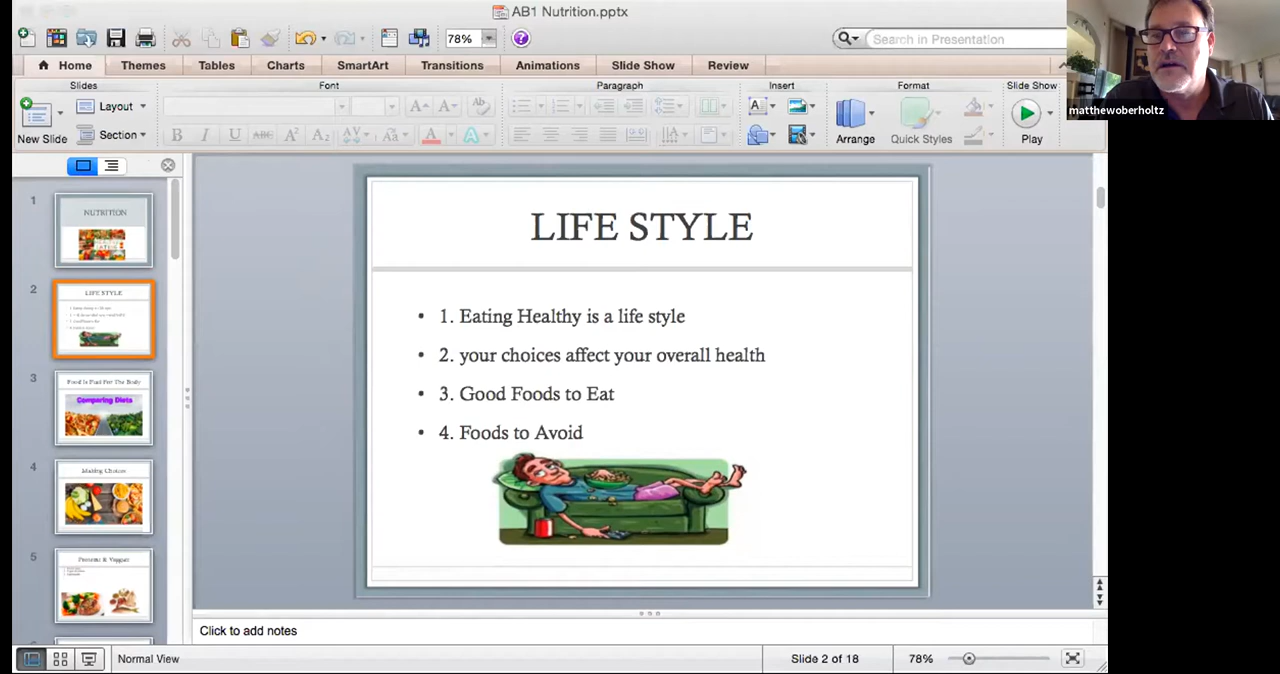 AB1 Nutrition.pptx
78%
Search in Presentation
Home Themes Tables Charts SmartArt Transitions Animations Slide Show Review
Slides Font Paragraph Insert Format Slide Show
Layout
Section
New Slide
Arrange Quick Styles Play
matthewoberholtz
1
NUTRITION
2
LIFE STYLE
3
Food Is Fuel For The Body
Comparing Diets
4
Making Choices
5
Proteins & Veggies
LIFE STYLE
• 1. Eating Healthy is a life style
• 2. your choices affect your overall health
• 3. Good Foods to Eat
• 4. Foods to Avoid
Click to add notes
Normal View
Slide 2 of 18
78%